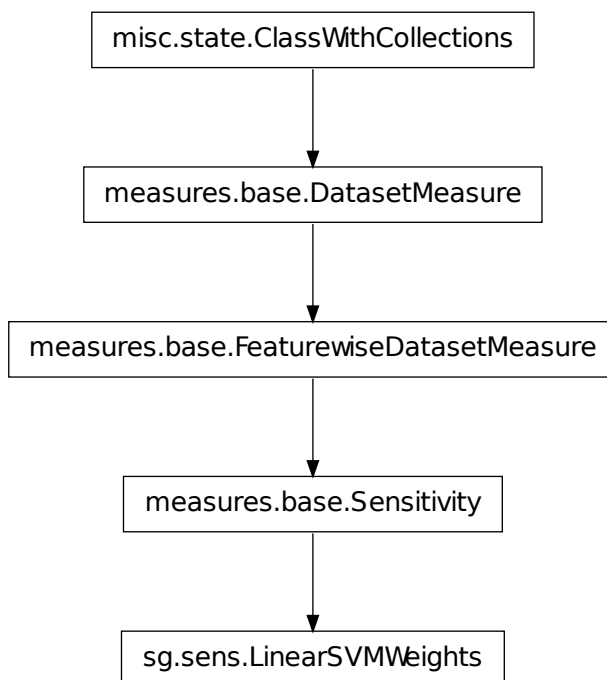 misc.state.ClassWithCollections
measures.base.DatasetMeasure
measures.base.FeaturewiseDatasetMeasure
measures.base.Sensitivity
sg.sens.LinearSVMWeights